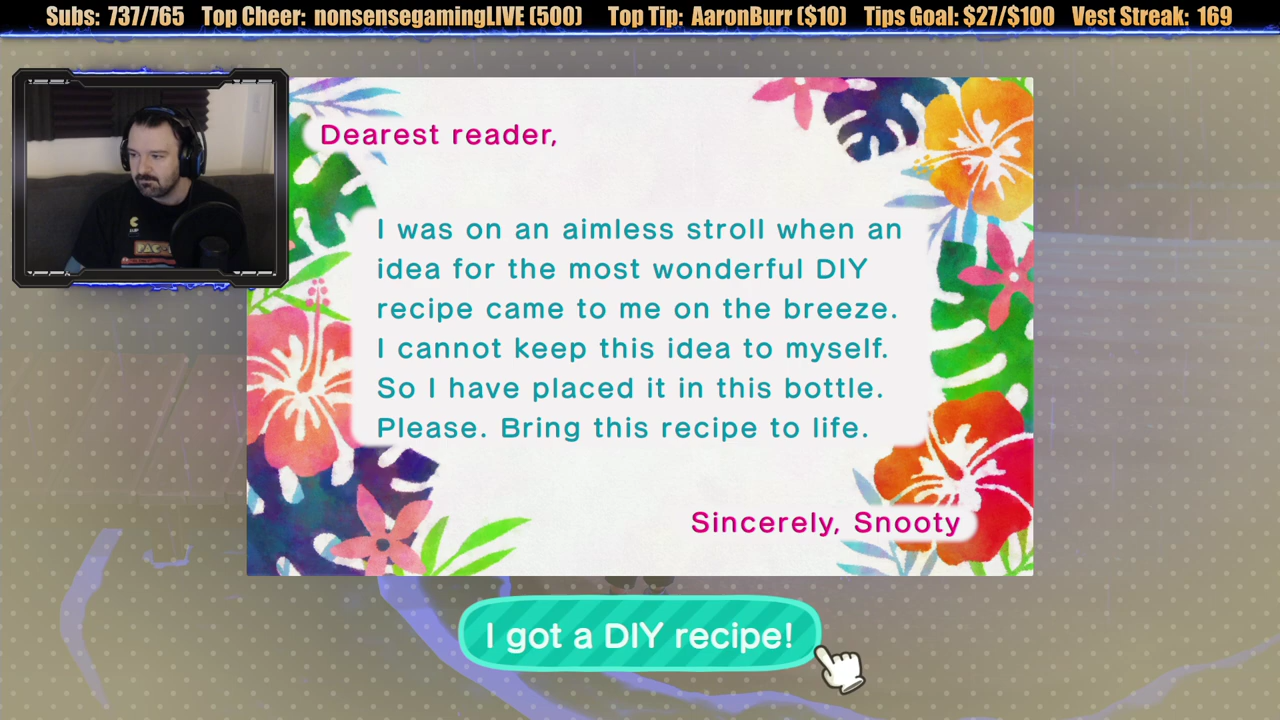 Subs: 737/765 Top Cheer: nonsensegamingLIVE (500) Top Tip: AaronBurr ($10) Tips Goal: $27/$100 Vest Streak: 169
Dearest reader,
I was on an aimless stroll when an
idea for the most wonderful DIY
recipe came to me on the breeze.
I cannot keep this idea to myself.
So I have placed it in this bottle.
Please. Bring this recipe to life.
Sincerely, Snooty
I got a DIY recipe!